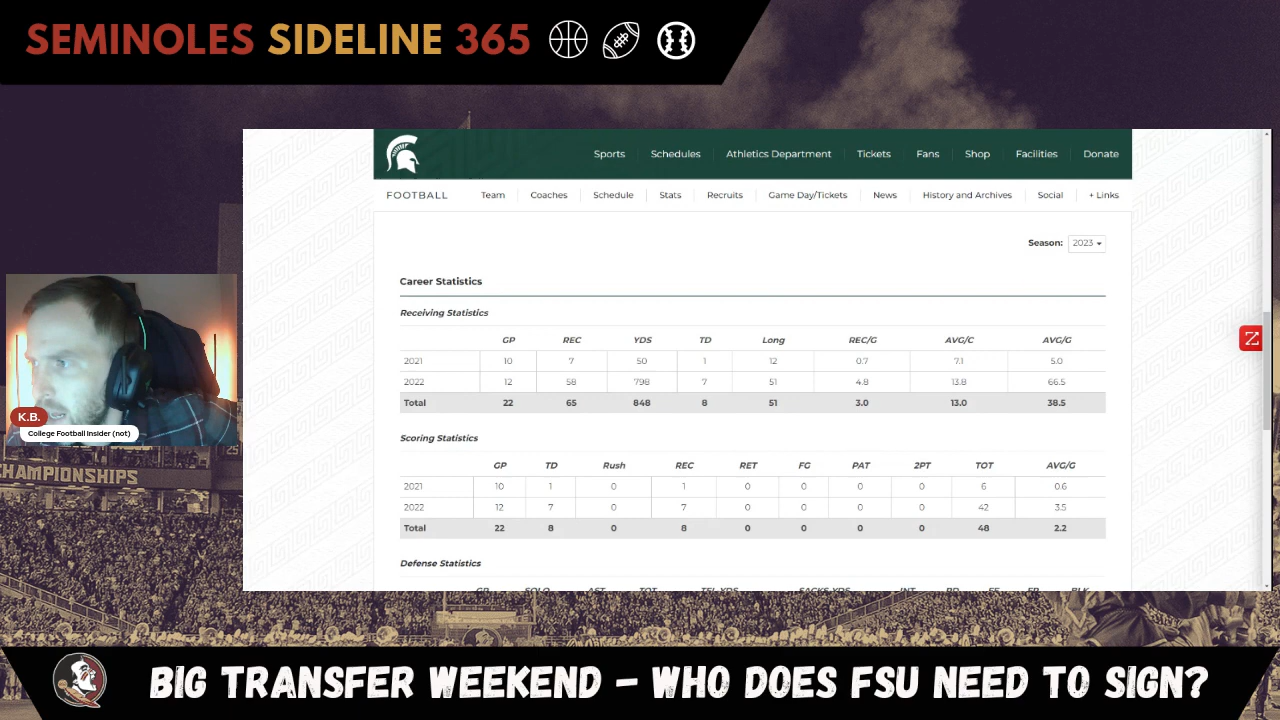 SEMINOLES SIDELINE 365
Sports Schedules Athletics Department Tickets Fans Shop Facilities Donate
FOOTBALL Team Coaches Schedule Stats Recruits Game Day/Tickets News History and Archives Social + Links
Season: 2023
Career Statistics
Receiving Statistics
GP REC YDS TD Long REC/G AVG/C AVG/G
2021 10 7 50 1 12 0.7 7.1 5.0
2022 12 58 798 7 51 4.8 13.8 66.5
Total 22 65 848 8 51 3.0 13.0 38.5
Scoring Statistics
GP TD Rush REC RET FG PAT 2PT TOT AVG/G
2021 10 1 0 1 0 0 0 0 6 0.6
2022 12 7 0 7 0 0 0 0 42 3.5
Total 22 8 0 8 0 0 0 0 48 2.2
Defense Statistics
K.B.
College Football Insider (not)
CHAMPIONSHIPS
BIG TRANSFER WEEKEND - WHO DOES FSU NEED TO SIGN?